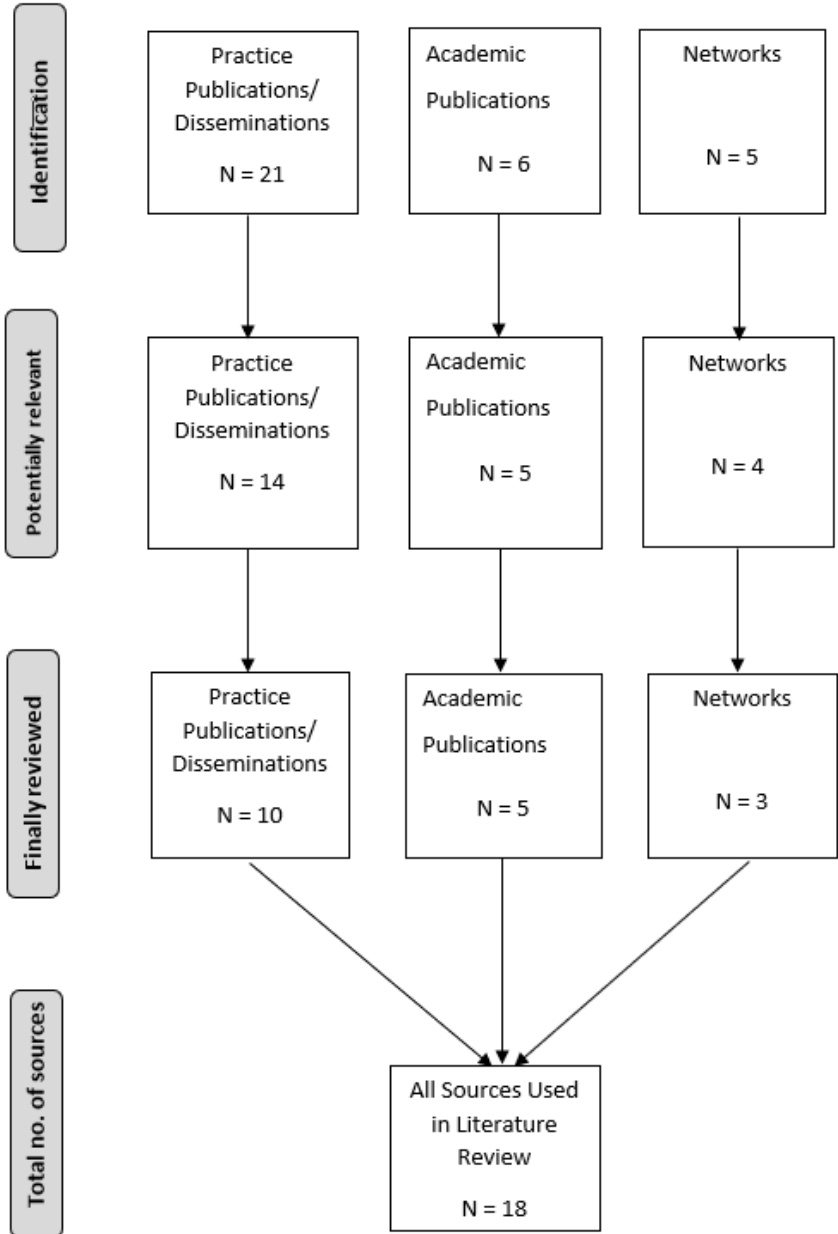 Identification
Practice
Publications/
Disseminations
N = 21
Academic
Publications
N = 6
Networks
N = 5
Potentially relevant
Practice
Publications/
Disseminations
N = 14
Academic
Publications
N = 5
Networks
N = 4
Finally reviewed
Practice
Publications/
Disseminations
N = 10
Academic
Publications
N = 5
Networks
N = 3
Total no. of sources
All Sources Used
in Literature
Review
N = 18